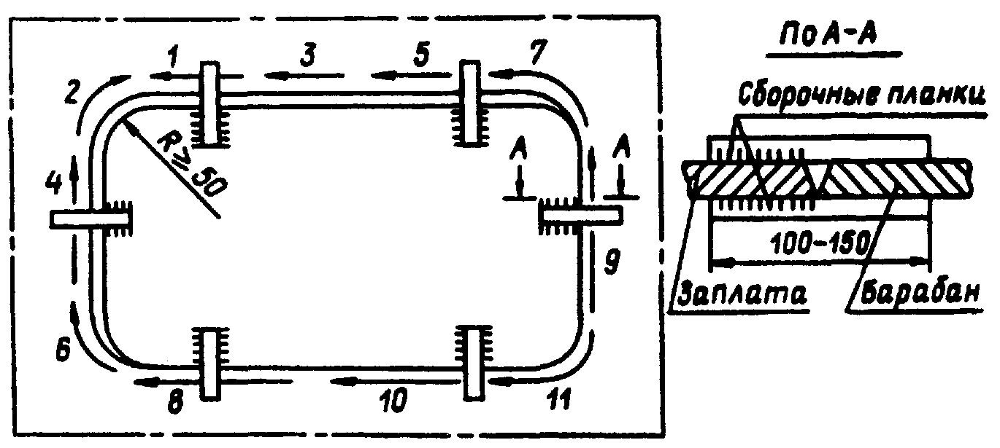 1 3 5 7
2
R ≥ 50
4
A A
9
6
8 10 11
По А-А
Сборочные планки
100-150
Заплата Барабан